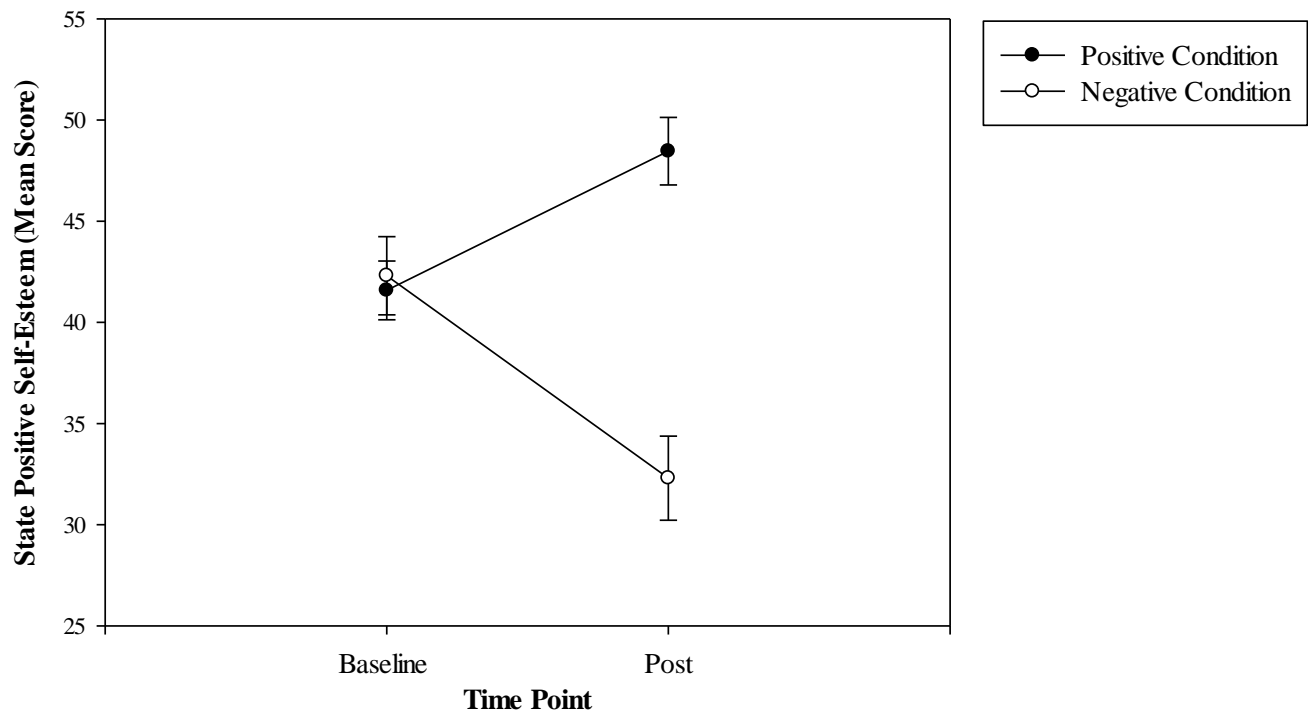 State Positive Self-Esteem (Mean Score)
55
50
45
40
35
30
25
Baseline
Post
Time Point
Positive Condition
Negative Condition